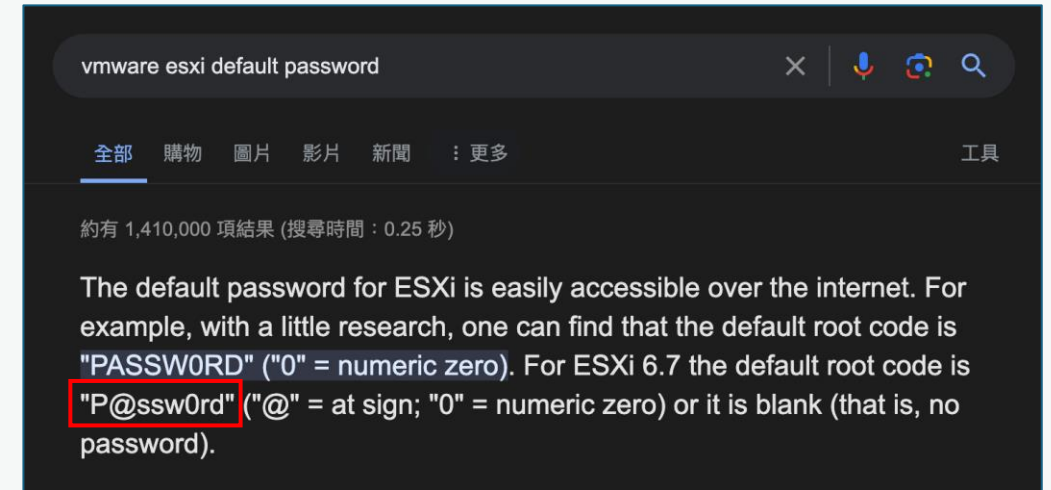 vmware esxi default password
全部 購物 圖片 影片 新聞 ⋮ 更多 工具
約有 1,410,000 項結果 (搜尋時間：0.25 秒)
The default password for ESXi is easily accessible over the internet. For
example, with a little research, one can find that the default root code is
"PASSW0RD" ("0" = numeric zero). For ESXi 6.7 the default root code is
"P@ssw0rd" ("@" = at sign; "0" = numeric zero) or it is blank (that is, no
password).